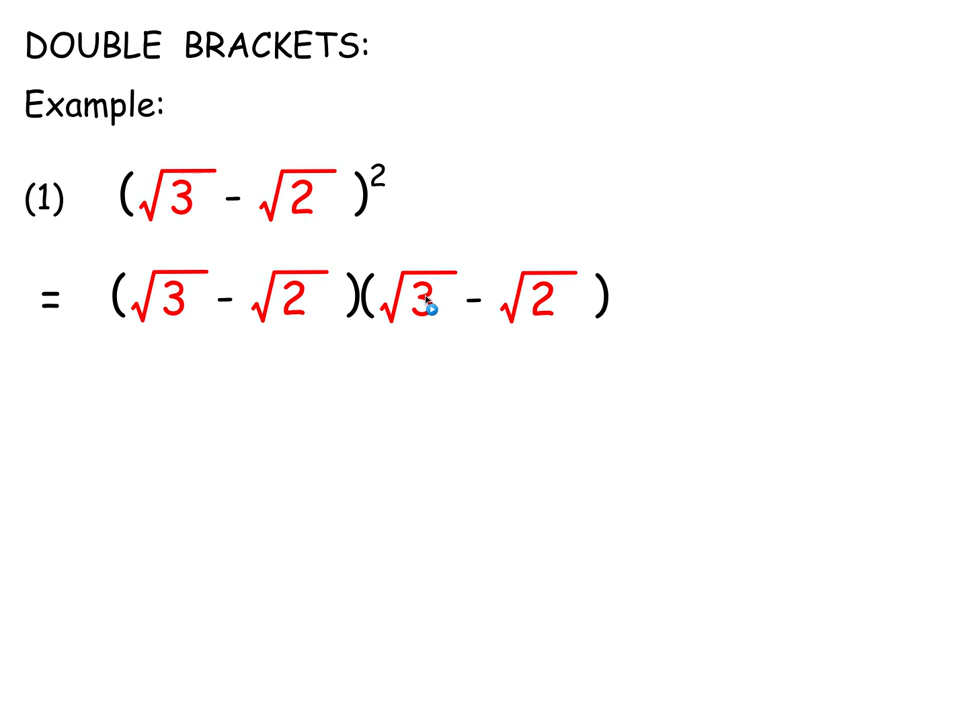 DOUBLE BRACKETS:
Example:
(1) (√3 - √2 )²
= (√3 - √2 )(√3 - √2 )